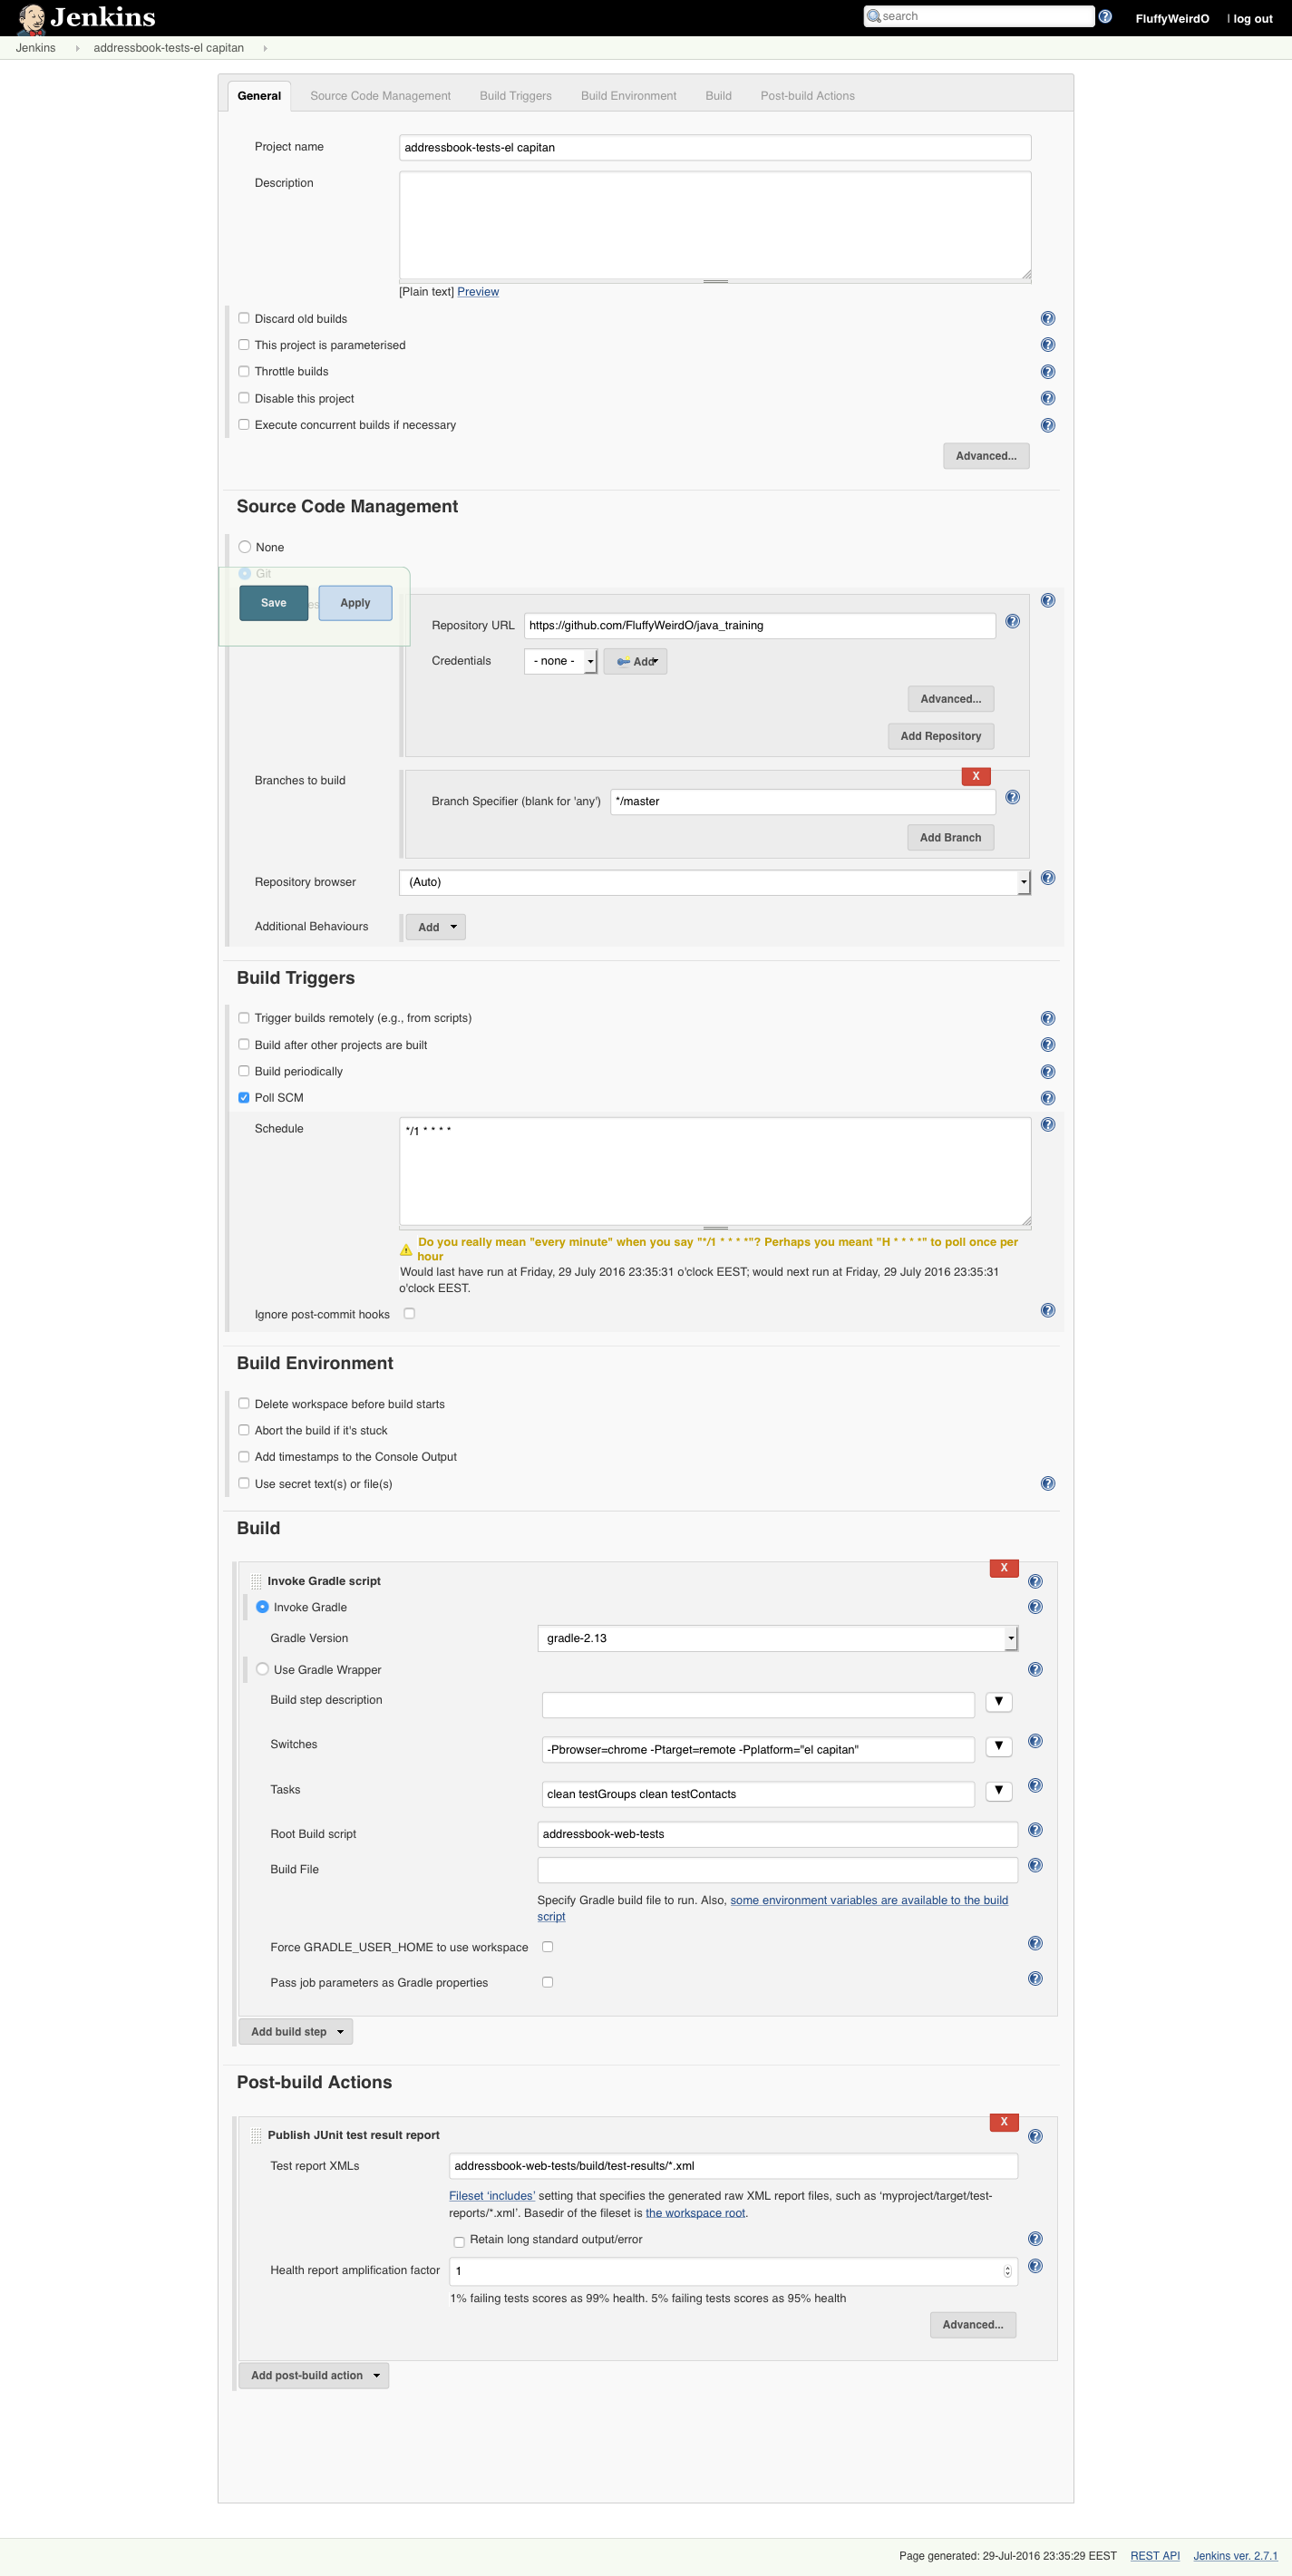 Jenkins
search
FluffyWeirdO
| log out
Jenkins
addressbook-tests-el capitan
General
Source Code Management
Build Triggers
Build Environment
Build
Post-build Actions
Project name
addressbook-tests-el capitan
Description
[Plain text] Preview
Discard old builds
This project is parameterised
Throttle builds
Disable this project
Execute concurrent builds if necessary
Advanced...
Source Code Management
None
Git
Save
Apply
Repository URL
https://github.com/FluffyWeirdO/java_training
Credentials
- none -
Add
Advanced...
Add Repository
Branches to build
X
Branch Specifier (blank for 'any')
*/master
Add Branch
Repository browser
(Auto)
Additional Behaviours
Add
Build Triggers
Trigger builds remotely (e.g., from scripts)
Build after other projects are built
Build periodically
Poll SCM
Schedule
*/1 * * * *
Do you really mean "every minute" when you say "*/1 * * * *"? Perhaps you meant "H * * * *" to poll once per
hour
Would last have run at Friday, 29 July 2016 23:35:31 o'clock EEST; would next run at Friday, 29 July 2016 23:35:31
o'clock EEST.
Ignore post-commit hooks
Build Environment
Delete workspace before build starts
Abort the build if it's stuck
Add timestamps to the Console Output
Use secret text(s) or file(s)
Build
X
Invoke Gradle script
Invoke Gradle
Gradle Version
gradle-2.13
Use Gradle Wrapper
Build step description
Switches
-Pbrowser=chrome -Ptarget=remote -Pplatform="el capitan"
Tasks
clean testGroups clean testContacts
Root Build script
addressbook-web-tests
Build File
Specify Gradle build file to run. Also, some environment variables are available to the build
script
Force GRADLE_USER_HOME to use workspace
Pass job parameters as Gradle properties
Add build step
Post-build Actions
X
Publish JUnit test result report
Test report XMLs
addressbook-web-tests/build/test-results/*.xml
Fileset ‘includes’ setting that specifies the generated raw XML report files, such as ‘myproject/target/test-
reports/*.xml’. Basedir of the fileset is the workspace root.
Retain long standard output/error
Health report amplification factor
1
1% failing tests scores as 99% health. 5% failing tests scores as 95% health
Advanced...
Add post-build action
Page generated: 29-Jul-2016 23:35:29 EEST
REST API
Jenkins ver. 2.7.1